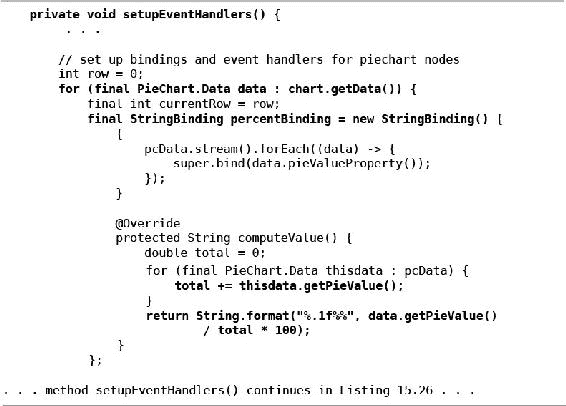 private void setupEventHandlers() {
. . .
// set up bindings and event handlers for piechart nodes
int row = 0;
for (final PieChart.Data data : chart.getData()) {
final int currentRow = row;
final StringBinding percentBinding = new StringBinding() {
{
pcData.stream().forEach((data) -> {
super.bind(data.pieValueProperty());
});
}
@Override
protected String computeValue() {
double total = 0;
for (final PieChart.Data thisdata : pcData) {
total += thisdata.getPieValue();
}
return String.format("%.1f%%", data.getPieValue()
/ total * 100);
}
};
. . . method setupEventHandlers() continues in Listing 15.26 . . .